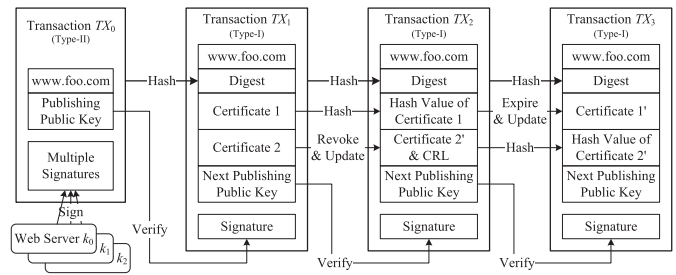 Transaction TX0
(Type-II)
www.foo.com
Publishing
Public Key
Multiple
Signatures
Sign
Web Server k0
k1
k2
Hash
Verify
Transaction TX1
(Type-I)
www.foo.com
Digest
Certificate 1
Certificate 2
Next Publishing
Public Key
Signature
Hash
Hash
Revoke
& Update
Verify
Transaction TX2
(Type-I)
www.foo.com
Digest
Hash Value of
Certificate 1
Certificate 2'
& CRL
Next Publishing
Public Key
Signature
Hash
Expire
& Update
Hash
Verify
Transaction TX3
(Type-I)
www.foo.com
Digest
Certificate 1'
Hash Value of
Certificate 2'
Next Publishing
Public Key
Signature